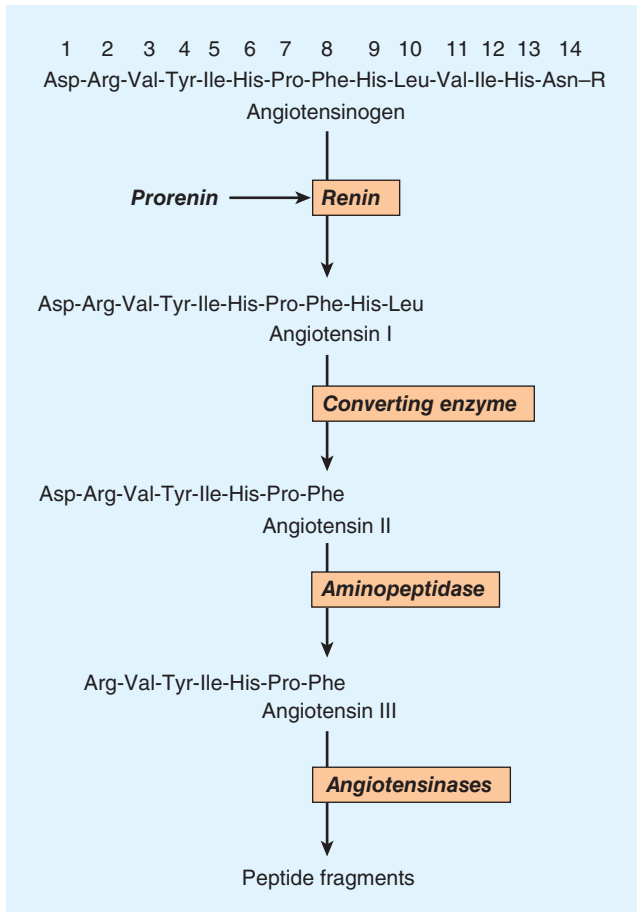 1 2 3 4 5 6 7 8 9 10 11 12 13 14
Asp-Arg-Val-Tyr-Ile-His-Pro-Phe-His-Leu-Val-Ile-His-Asn–R
Angiotensinogen
Prorenin
Renin
Asp-Arg-Val-Tyr-Ile-His-Pro-Phe-His-Leu
Angiotensin I
Converting enzyme
Asp-Arg-Val-Tyr-Ile-His-Pro-Phe
Angiotensin II
Aminopeptidase
Arg-Val-Tyr-Ile-His-Pro-Phe
Angiotensin III
Angiotensinases
Peptide fragments